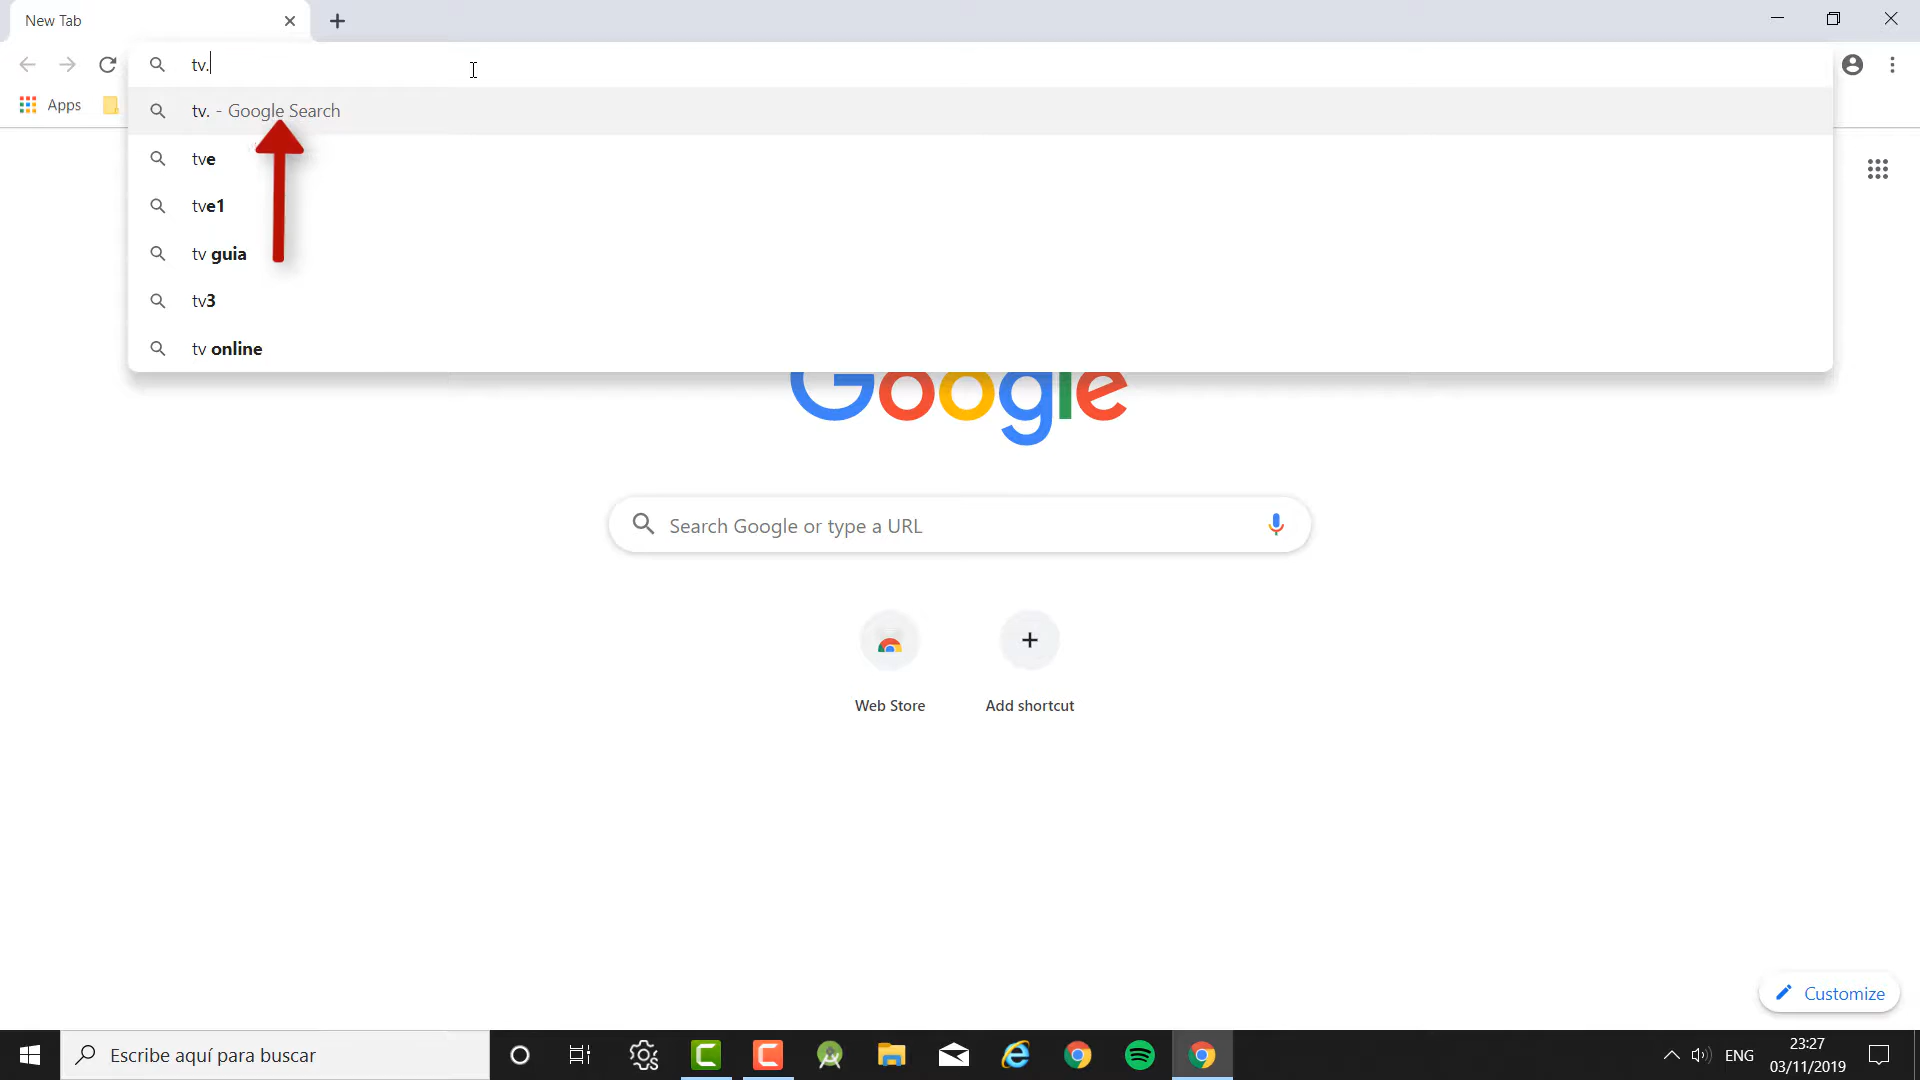 New Tab
tv.
tv. - Google Search
Apps
tve
tve1
tv guia
tv3
tv online
Google
Search Google or type a URL
Web Store
Add shortcut
Customize
Escribe aquí para buscar
ENG
23:27
03/11/2019